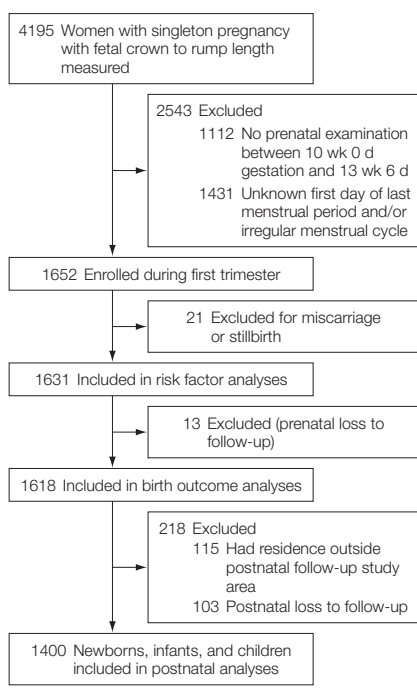 4195 Women with singleton pregnancy
with fetal crown to rump length
measured
2543 Excluded
1112 No prenatal examination
between 10 wk 0 d
gestation and 13 wk 6 d
1431 Unknown first day of last
menstrual period and/or
irregular menstrual cycle
1652 Enrolled during first trimester
21 Excluded for miscarriage
or stillbirth
1631 Included in risk factor analyses
13 Excluded (prenatal loss to
follow-up)
1618 Included in birth outcome analyses
218 Excluded
115 Had residence outside
postnatal follow-up study
area
103 Postnatal loss to follow-up
1400 Newborns, infants, and children
included in postnatal analyses